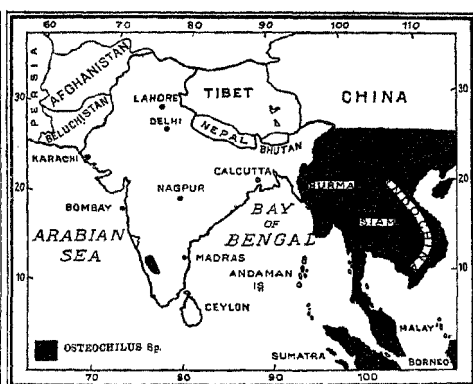 60 70 80 90 100 110
PERSIA
AFGHANISTAN
BELUCHISTAN
LAHORE
DELHI
TIBET
CHINA
NEPAL
BHUTAN
30
30
KARACHI
CALCUTTA
BURMA
INDO CHINA
20
20
NAGPUR
BOMBAY
BAY
OF
BENGAL
SIAM
ARABIAN
SEA
MADRAS
ANDAMAN
IS
10
10
CEYLON
MALAY
OSTEOCHILUS Sp.
SUMATRA
BORNEO
70 80 90 100